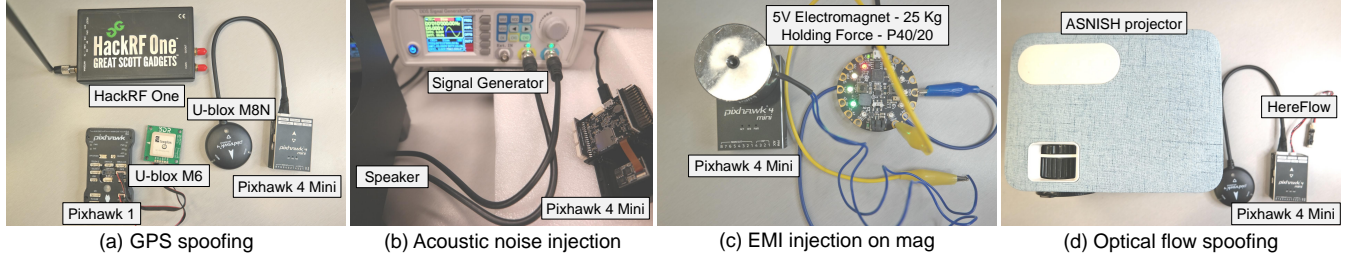 HackRF One
GREAT SCOTT GADGETS
HackRF One
U-blox M8N
pixhawk
U-blox M6
Pixhawk 1
Pixhawk 4 Mini
(a) GPS spoofing
Signal Generator
Speaker
Pixhawk 4 Mini
(b) Acoustic noise injection
5V Electromagnet - 25 Kg
Holding Force - P40/20
pixhawk 4
mini
Pixhawk 4 Mini
(c) EMI injection on mag
ASNISH projector
HereFlow
Pixhawk 4 Mini
(d) Optical flow spoofing